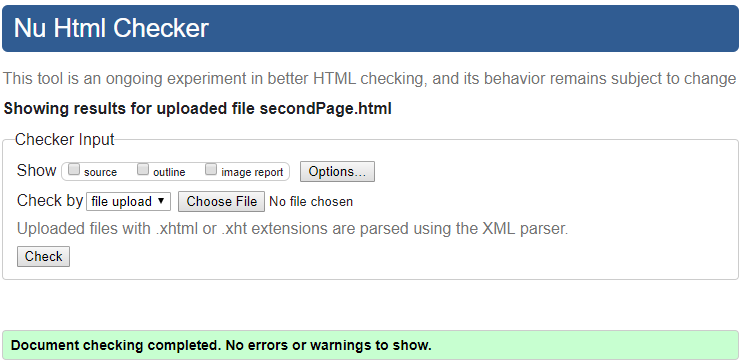 Nu Html Checker
This tool is an ongoing experiment in better HTML checking, and its behavior remains subject to change
Showing results for uploaded file secondPage.html
Checker Input
Show source outline image report Options...
Check by file upload Choose File No file chosen
Uploaded files with .xhtml or .xht extensions are parsed using the XML parser.
Check
Document checking completed. No errors or warnings to show.